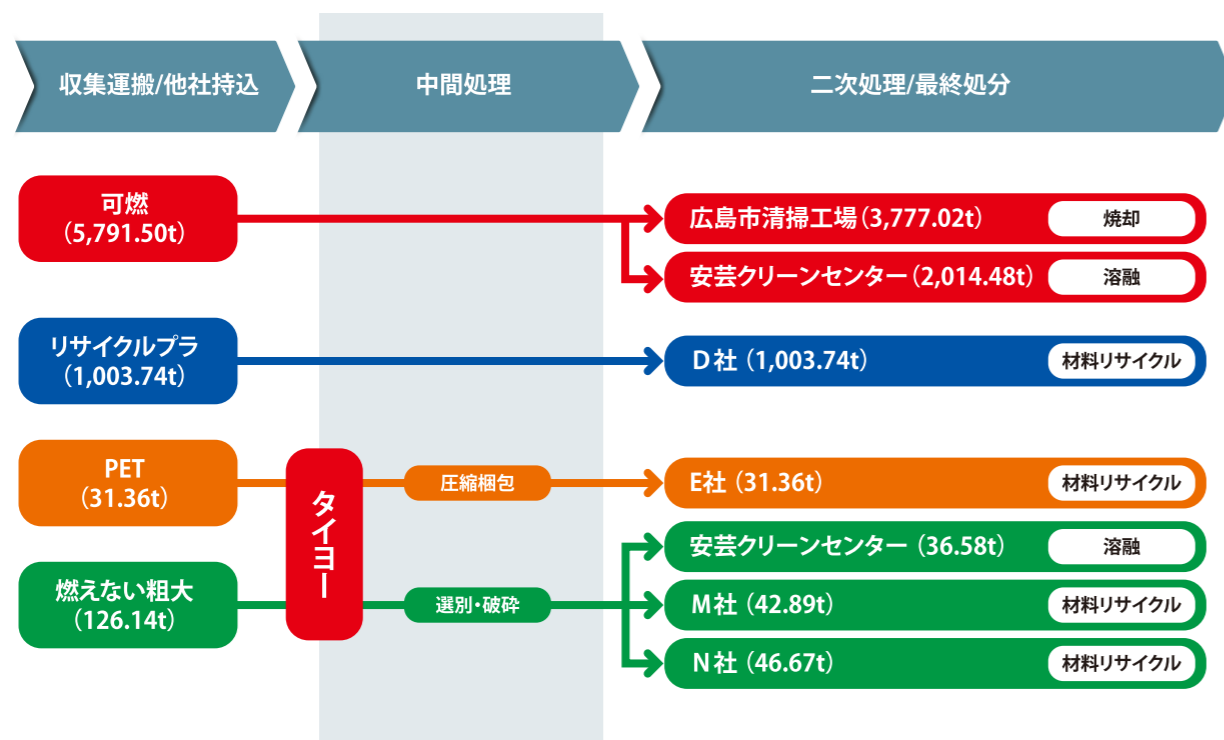 収集運搬/他社持込
中間処理
二次処理/最終処分
可燃
(5,791.50t)
広島市清掃工場(3,777.02t)
焼却
安芸クリーンセンター(2,014.48t)
溶融
リサイクルプラ
(1,003.74t)
D社(1,003.74t)
材料リサイクル
PET
(31.36t)
タイヨー
圧縮梱包
E社(31.36t)
材料リサイクル
燃えない粗大
(126.14t)
選別・破砕
安芸クリーンセンター(36.58t)
溶融
M社(42.89t)
材料リサイクル
N社(46.67t)
材料リサイクル